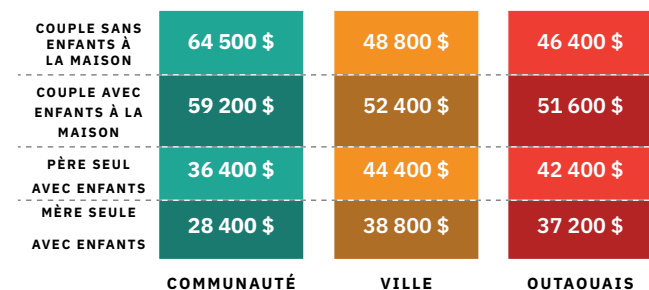 COUPLE SANS
ENFANTS À
LA MAISON
64 500 $
48 800 $
46 400 $
COUPLE AVEC
ENFANTS À LA
MAISON
59 200 $
52 400 $
51 600 $
PÈRE SEUL
AVEC ENFANTS
36 400 $
44 400 $
42 400 $
MÈRE SEULE
AVEC ENFANTS
28 400 $
38 800 $
37 200 $
COMMUNAUTÉ
VILLE
OUTAOUAIS